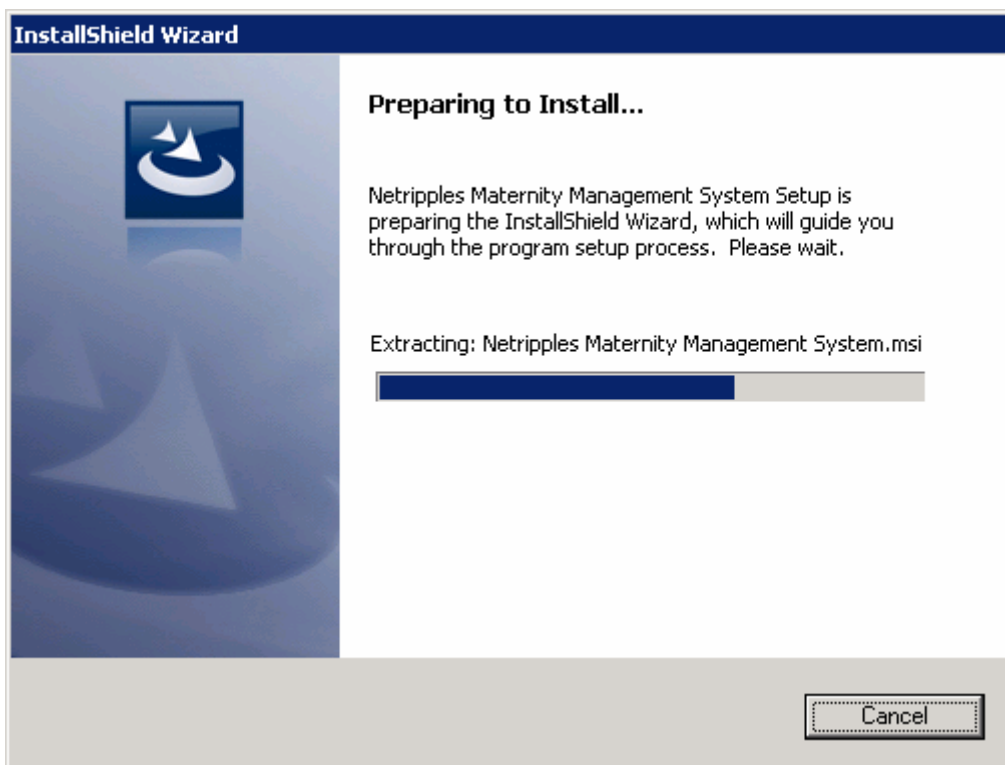 InstallShield Wizard
Preparing to Install...
Netripples Maternity Management System Setup is
preparing the InstallShield Wizard, which will guide you
through the program setup process.  Please wait.
Extracting: Netripples Maternity Management System.msi
Cancel